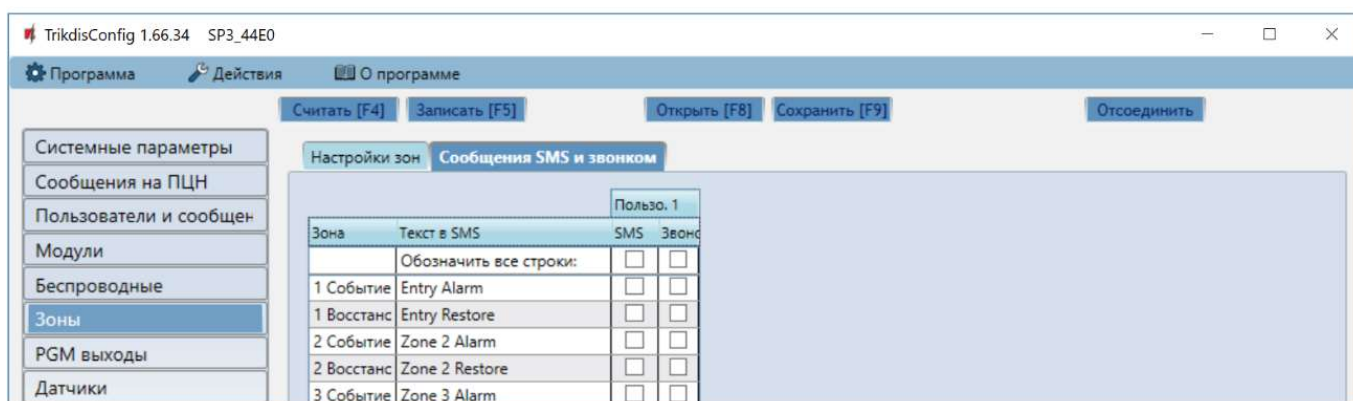 TrikdisConfig 1.66.34 SP3_44E0
Программа Действия О программе
Считать [F4] Записать [F5] Открыть [F8] Сохранить [F9] Отсоединить
Системные параметры
Сообщения на ПЦН
Пользователи и сообщен
Модули
Беспроводные
Зоны
PGM выходы
Датчики
Настройки зон Сообщения SMS и звонком
Пользо. 1
Зона Текст в SMS SMS Звонс
Обозначить все строки:
1 Событие Entry Alarm
1 Восстанс Entry Restore
2 Событие Zone 2 Alarm
2 Восстанс Zone 2 Restore
3 Событие Zone 3 Alarm